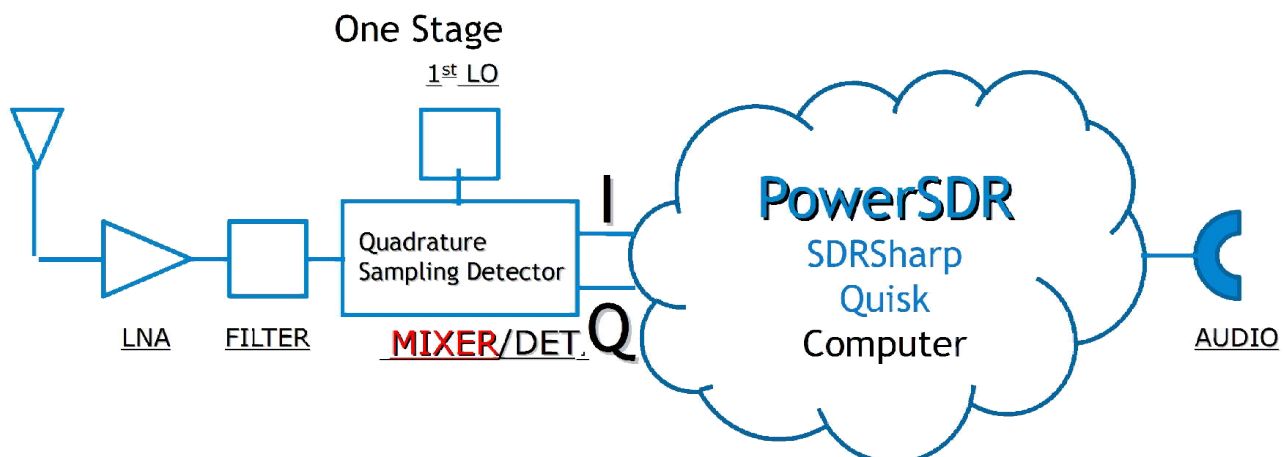 One Stage
1st LO
I
Quadrature
Sampling Detector
Q
LNA
FILTER
MIXER/DET.
PowerSDR
SDRSharp
Quisk
Computer
AUDIO